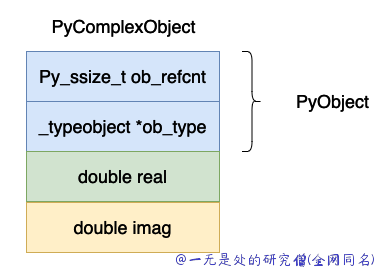 PyComplexObject
Py_ssize_t ob_refcnt
_typeobject *ob_type
PyObject
double real
double imag
@一无是处的研究僧(全网同名)